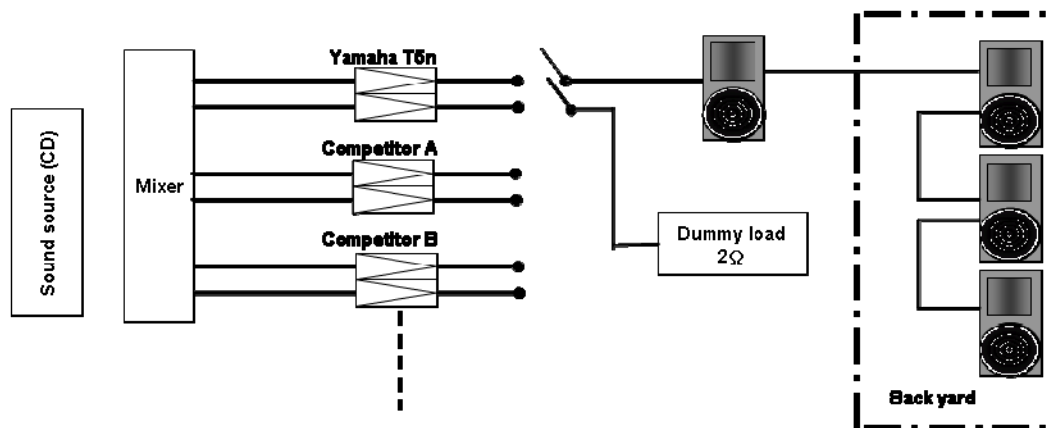 Sound source (CD)
Mixer
Yamaha T5n
Competitor A
Competitor B
Dummy load
2Ω
Back yard